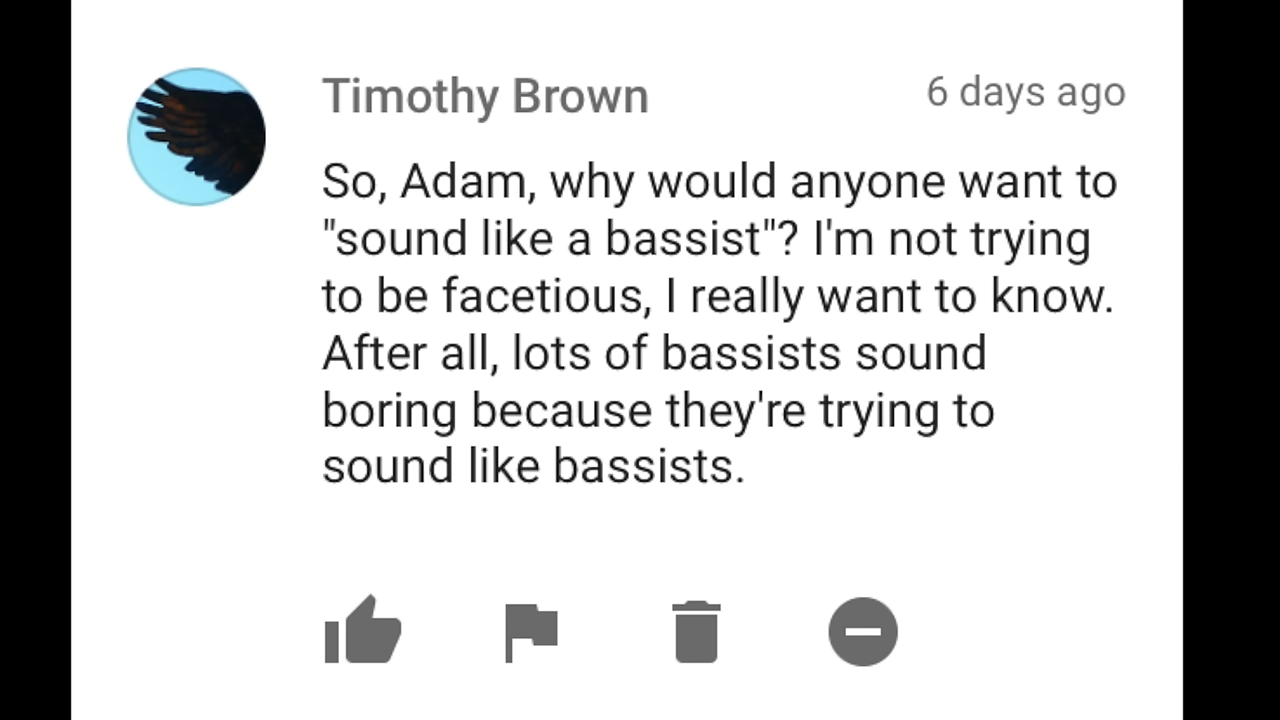 Timothy Brown
6 days ago
So, Adam, why would anyone want to
"sound like a bassist"? I'm not trying
to be facetious, I really want to know.
After all, lots of bassists sound
boring because they're trying to
sound like bassists.